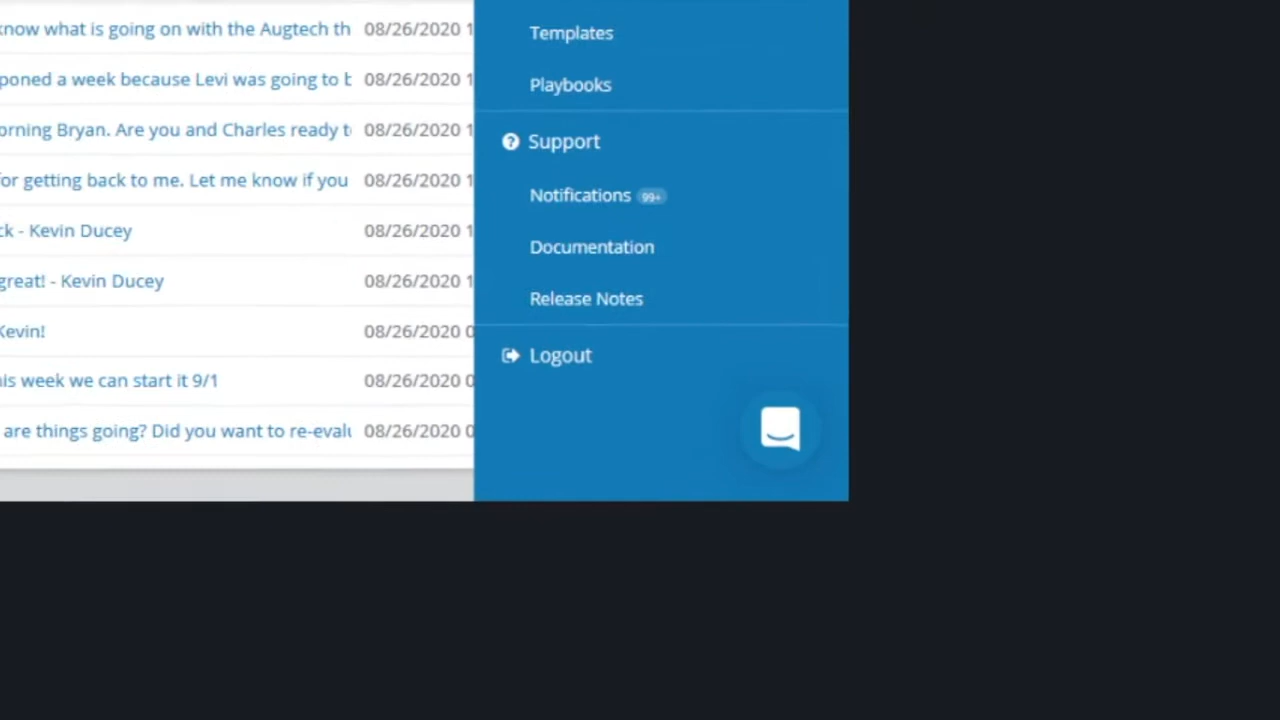 know what is going on with the Augtech th 08/26/2020 1
poned a week because Levi was going to b 08/26/2020 1
orning Bryan. Are you and Charles ready to 08/26/2020 1
for getting back to me. Let me know if you 08/26/2020 1
ck - Kevin Ducey 08/26/2020 1
great! - Kevin Ducey 08/26/2020 1
Kevin! 08/26/2020 0
his week we can start it 9/1 08/26/2020 0
are things going? Did you want to re-evalu 08/26/2020 0
Templates
Playbooks
Support
Notifications 99+
Documentation
Release Notes
Logout